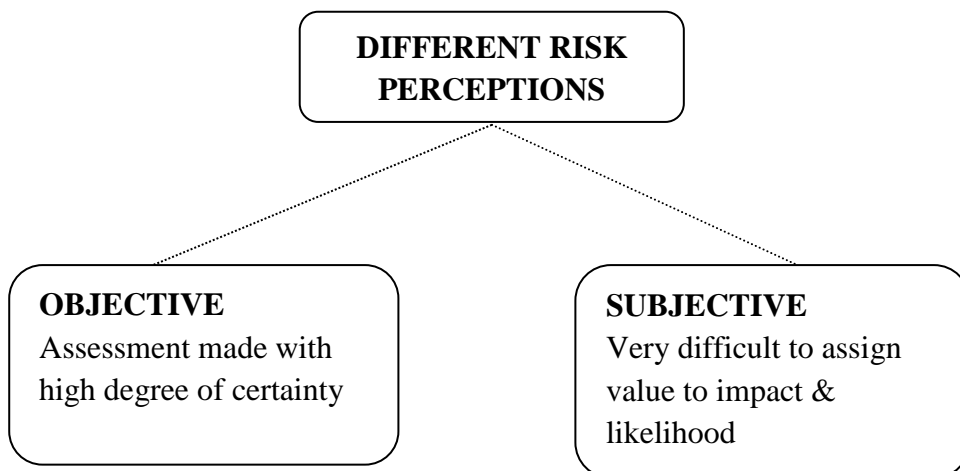 DIFFERENT RISK
PERCEPTIONS
OBJECTIVE
Assessment made with
high degree of certainty
SUBJECTIVE
Very difficult to assign
value to impact &
likelihood